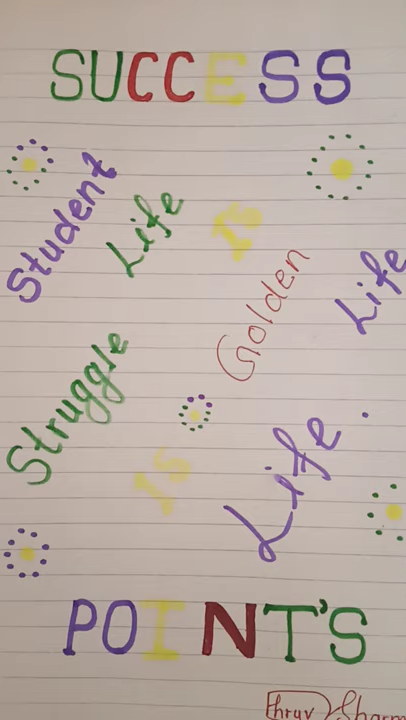 SUCCESS
Student Life Is Golden Life
Struggle Is Life.
POINT'S